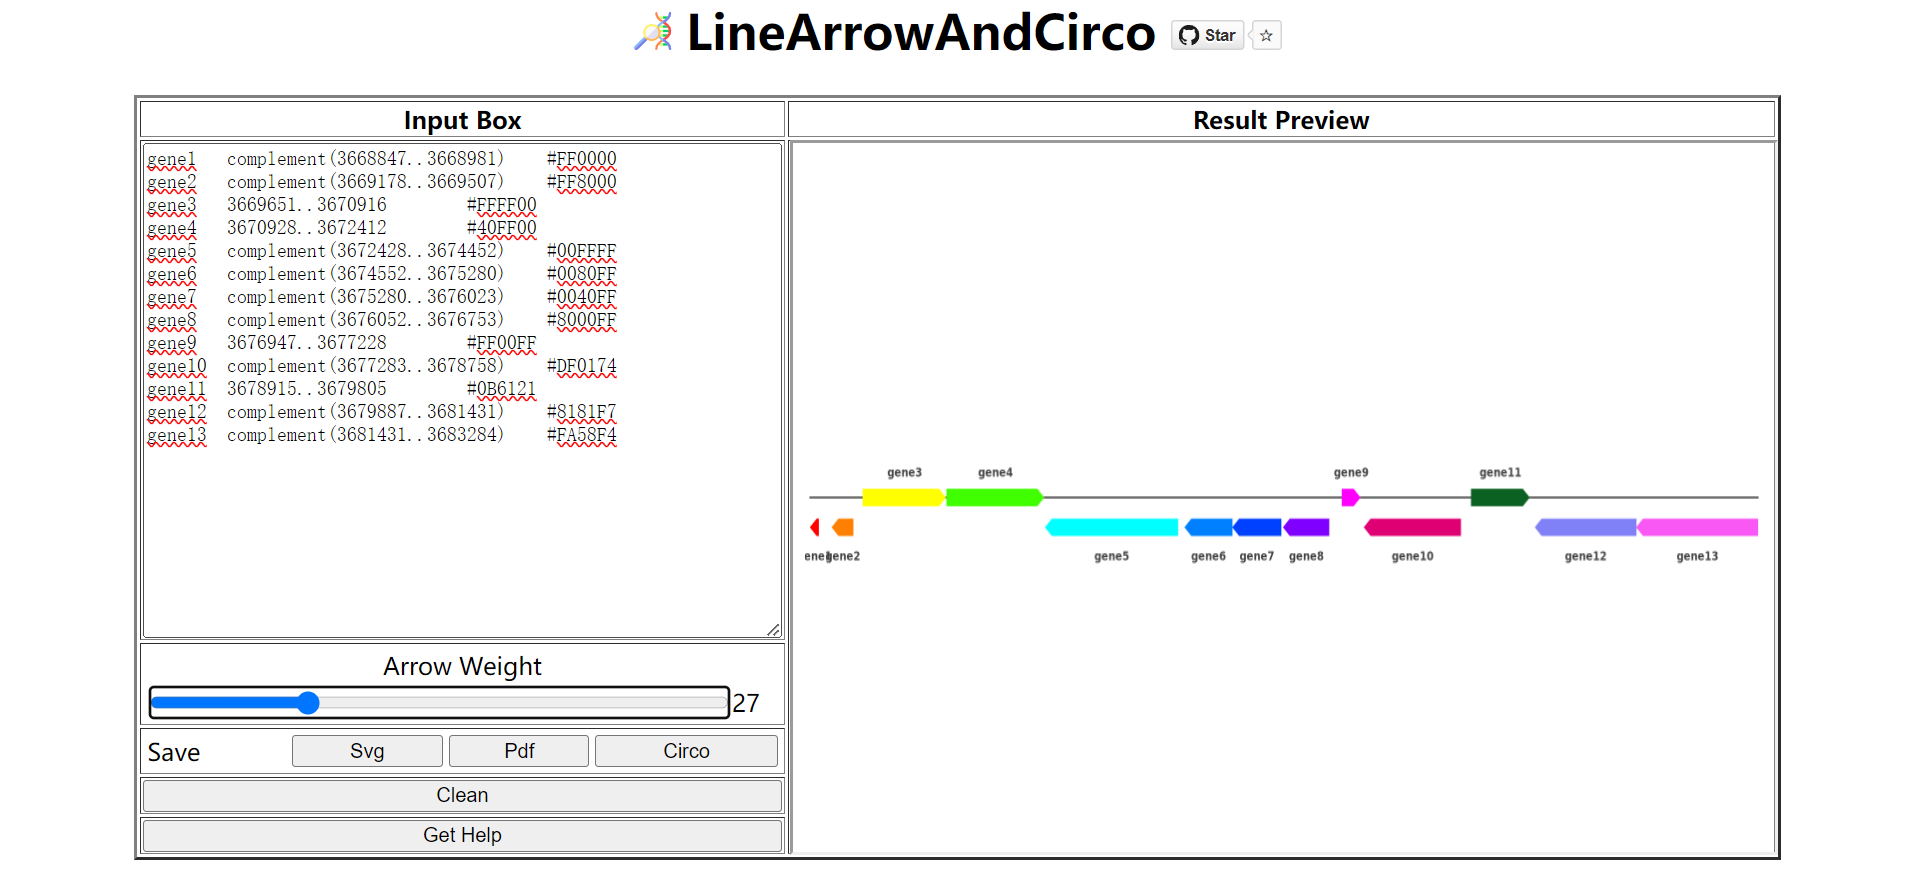 LineArrowAndCirco Star ☆
Input Box
Result Preview
gene1 complement(3668847..3668981) #FF0000
gene2 complement(3669178..3669507) #FF8000
gene3 3669651..3670916 #FFFF00
gene4 3670928..3672412 #40FF00
gene5 complement(3672428..3674452) #00FFFF
gene6 complement(3674552..3675280) #0080FF
gene7 complement(3675280..3676023) #0040FF
gene8 complement(3676052..3676753) #8000FF
gene9 3676947..3677228 #FF00FF
gene10 complement(3677283..3678758) #DF0174
gene11 3678915..3679805 #0B6121
gene12 complement(3679887..3681431) #8181F7
gene13 complement(3681431..3683284) #FA58F4
Arrow Weight
27
Save Svg Pdf Circo
Clean
Get Help
gene3 gene4 gene9 gene11
gene2 gene5 gene6 gene7 gene8 gene10 gene12 gene13